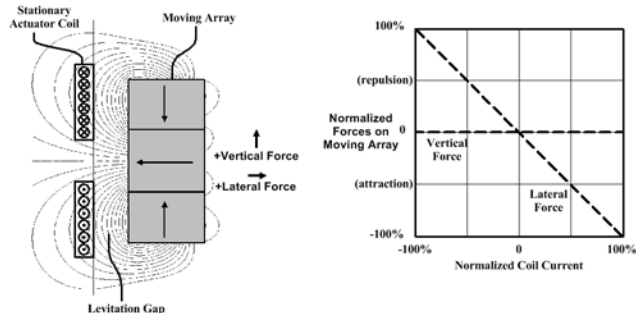 Stationary
Actuator Coil
Moving Array
+Vertical Force
+Lateral Force
Levitation Gap
100%
(repulsion)
Normalized
Forces on
Moving Array
0
(attraction)
-100%
Vertical
Force
Lateral
Force
-100%
0
100%
Normalized Coil Current